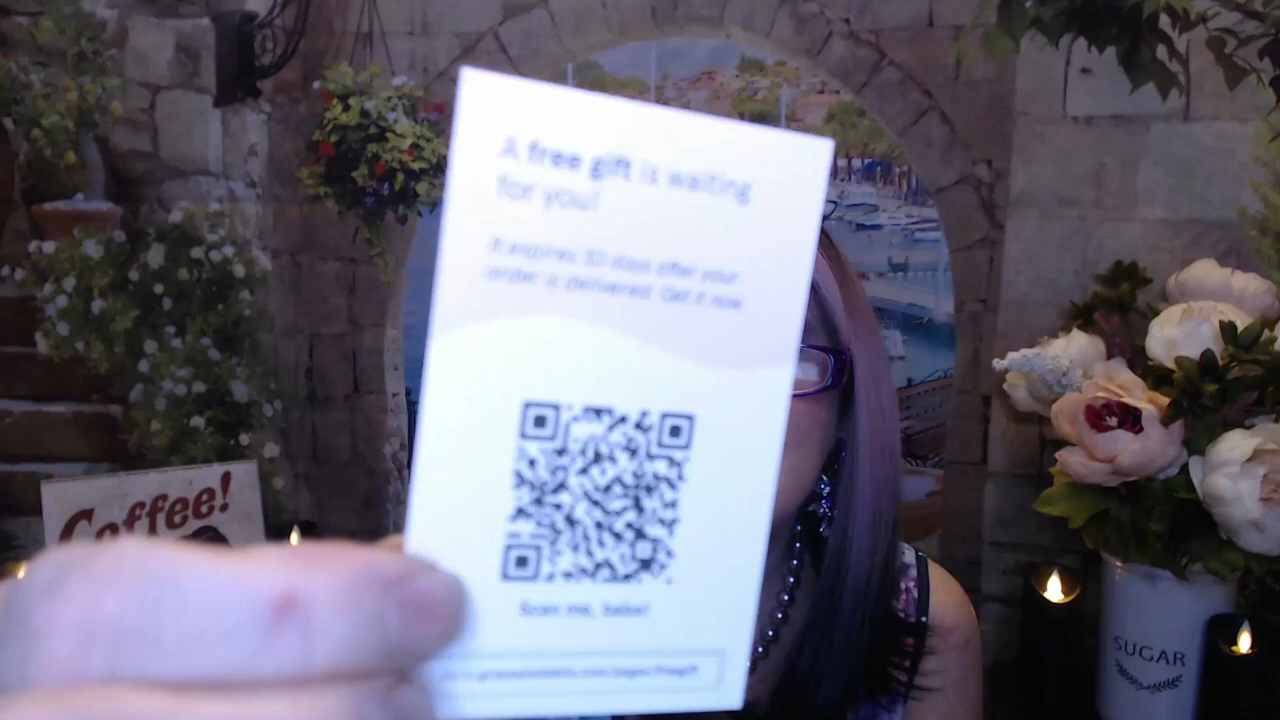 A free gift is waiting
for you!
It expires 30 days after your
order is delivered. Get it now
Scan me, babe!
Coffee!
SUGAR